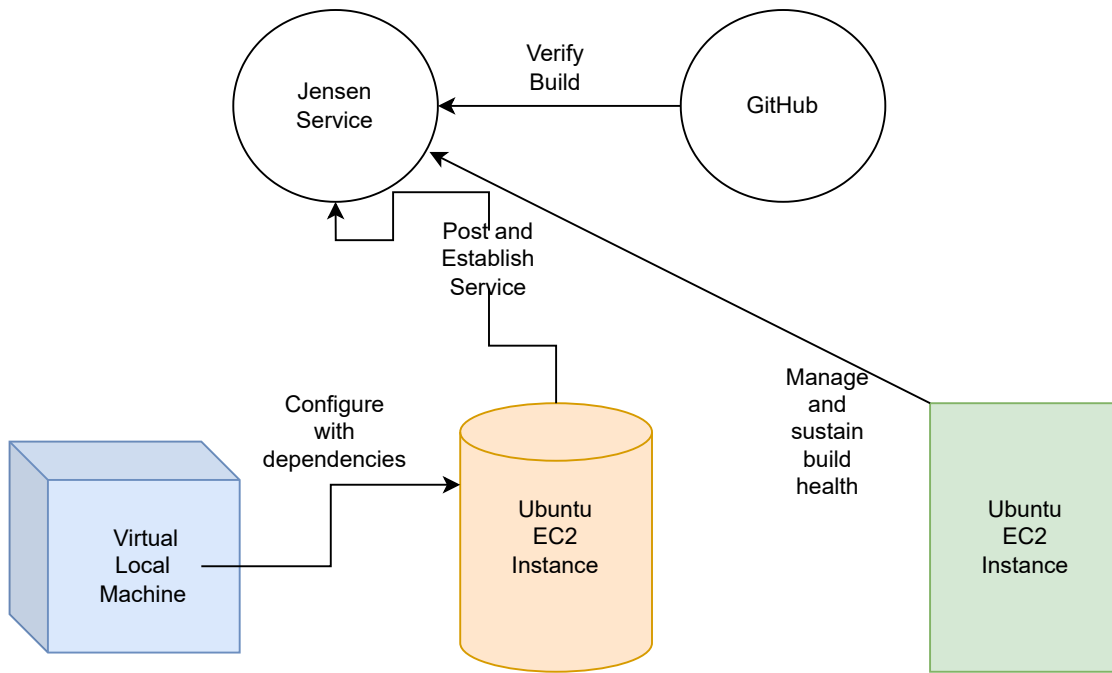 Verify
Build
Jensen
Service
GitHub
Post and
Establish
Service
Manage
and
sustain
build
health
Configure
with
dependencies
Virtual
Local
Machine
Ubuntu
EC2
Instance
Ubuntu
EC2
Instance